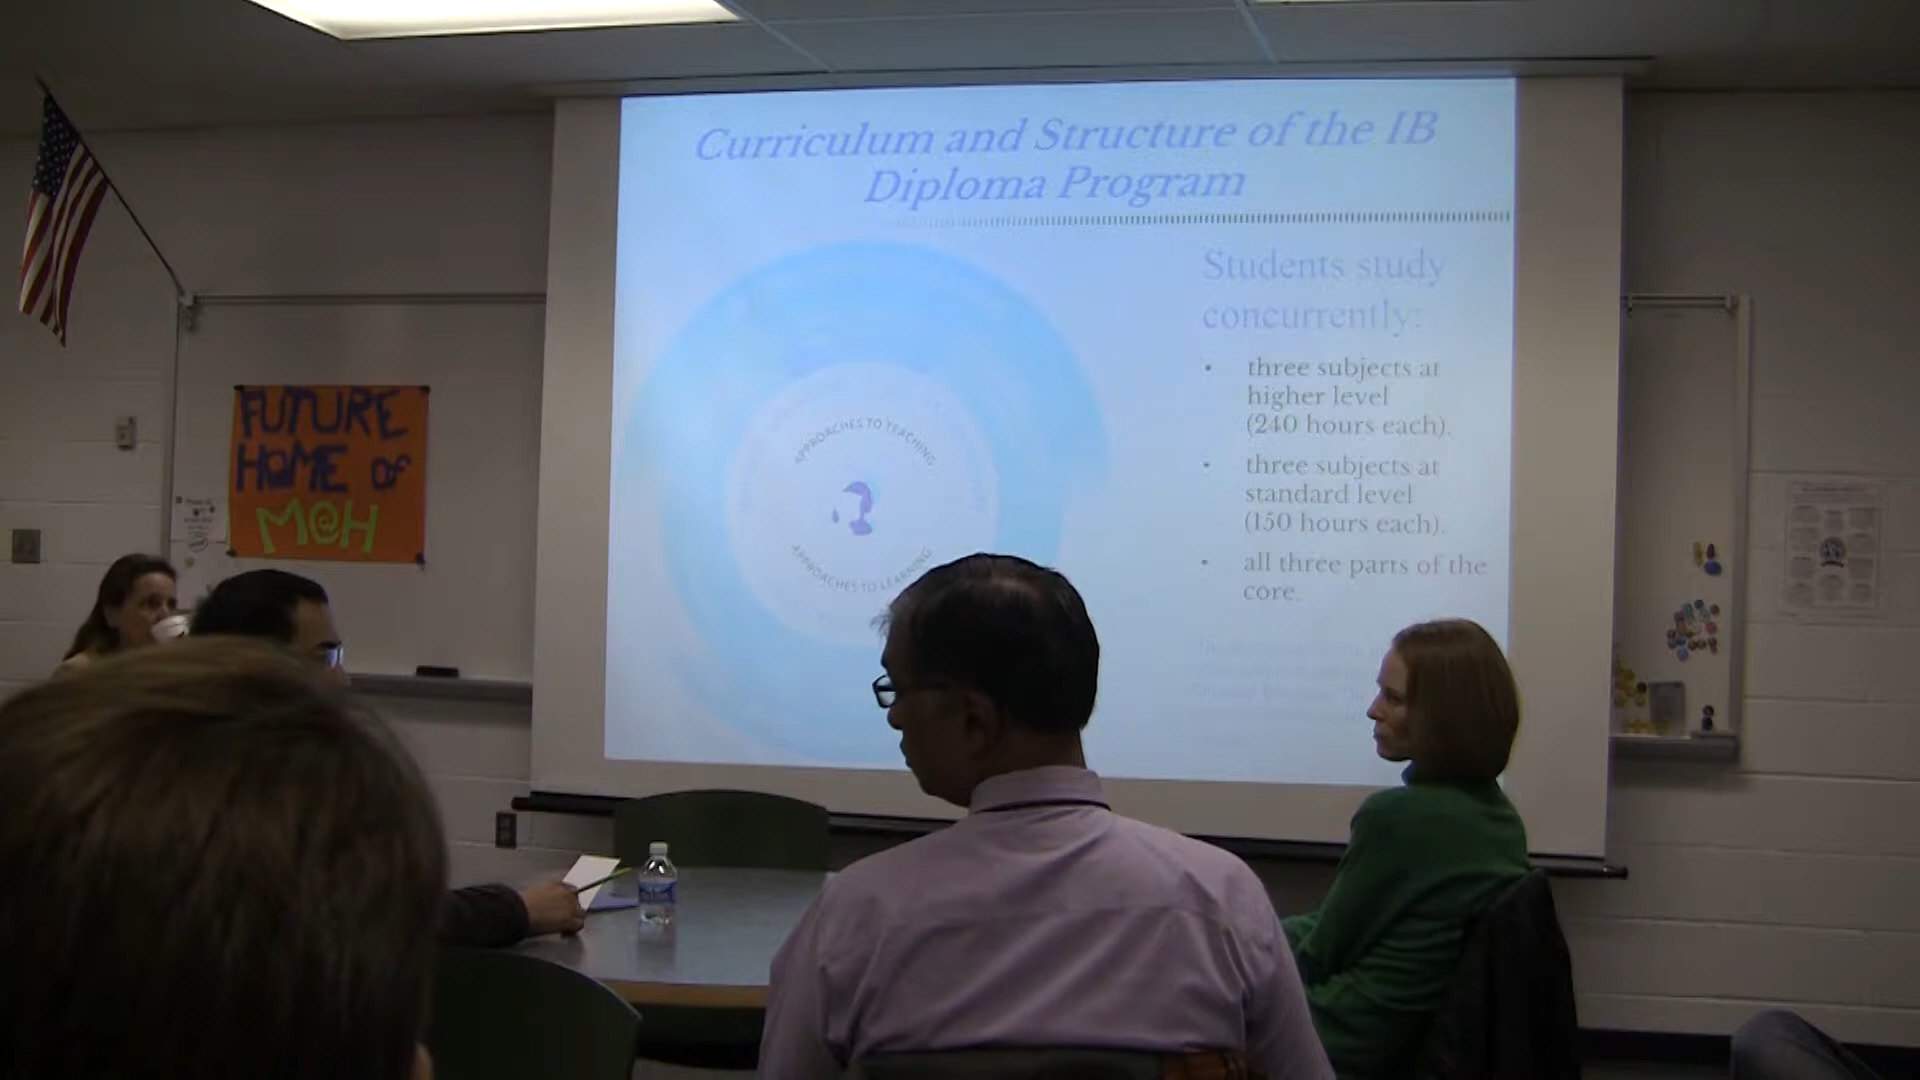 Curriculum and Structure of the IB
Diploma Program
Students study
concurrently:
• three subjects at
higher level
(240 hours each).
• three subjects at
standard level
(150 hours each).
• all three parts of the
core.
APPROACHES TO TEACHING
APPROACHES TO LEARNING
FUTURE
HOME OF
M@H